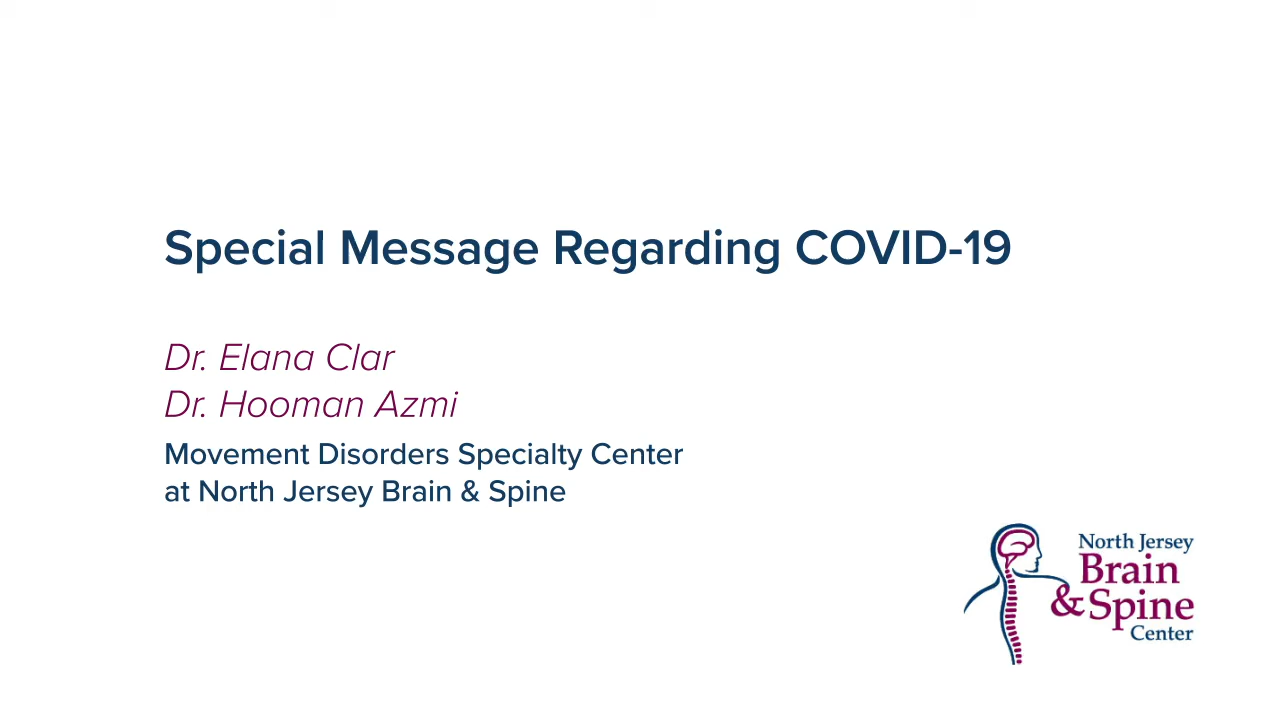 Special Message Regarding COVID-19
Dr. Elana Clar
Dr. Hooman Azmi
Movement Disorders Specialty Center
at North Jersey Brain & Spine
North Jersey
Brain
& Spine
Center